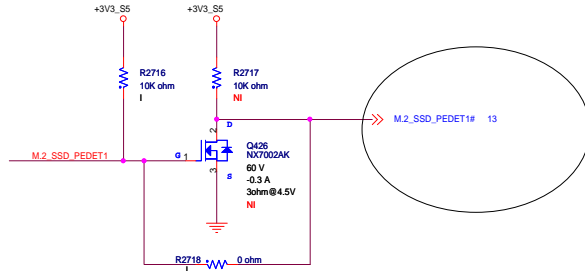 +3V3_S5
+3V3_S5
R2716
10K ohm
I
R2717
10K ohm
NI
M.2_SSD_PEDET1
G
1
2
D
3
S
Q426
NX7002AK
60 V
-0.3 A
3ohm@4.5V
NI
M.2_SSD_PEDET1# 13
R2718
0 ohm
I